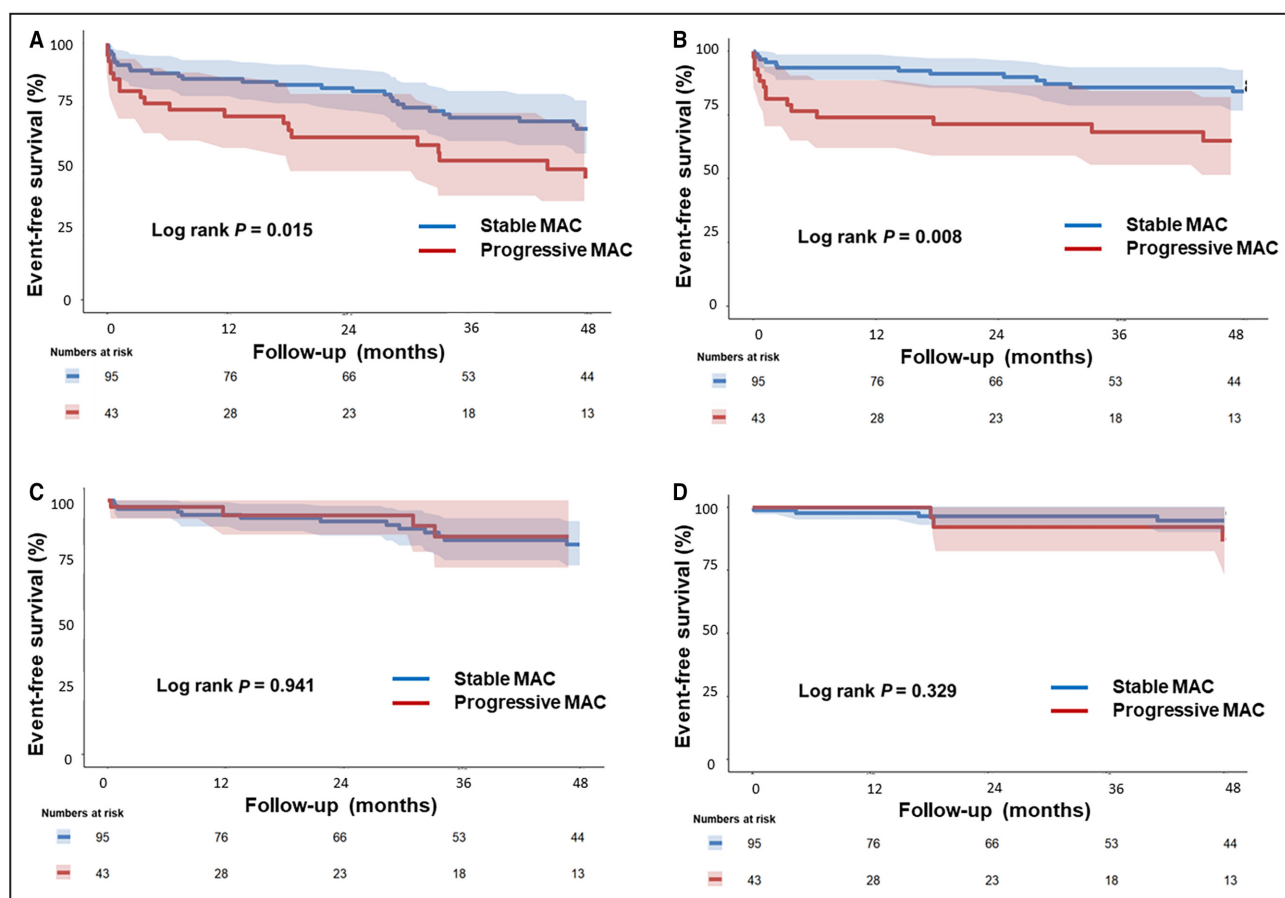 A
100
75
50
25
0
Event-free survival (%)
Log rank P = 0.015
Stable MAC
Progressive MAC
0 12 24 36 48
Follow-up (months)
Numbers at risk
95 76 66 53 44
43 28 23 18 13
B
100
75
50
25
0
Event-free survival (%)
Log rank P = 0.008
Stable MAC
Progressive MAC
0 12 24 36 48
Follow-up (months)
Numbers at risk
95 76 66 53 44
43 28 23 18 13
C
100
75
50
25
0
Event-free survival (%)
Log rank P = 0.941
Stable MAC
Progressive MAC
0 12 24 36 48
Follow-up (months)
Numbers at risk
95 76 66 53 44
43 28 23 18 13
D
100
75
50
25
0
Event-free survival (%)
Log rank P = 0.329
Stable MAC
Progressive MAC
0 12 24 36 48
Follow-up (months)
Numbers at risk
95 76 66 53 44
43 28 23 18 13